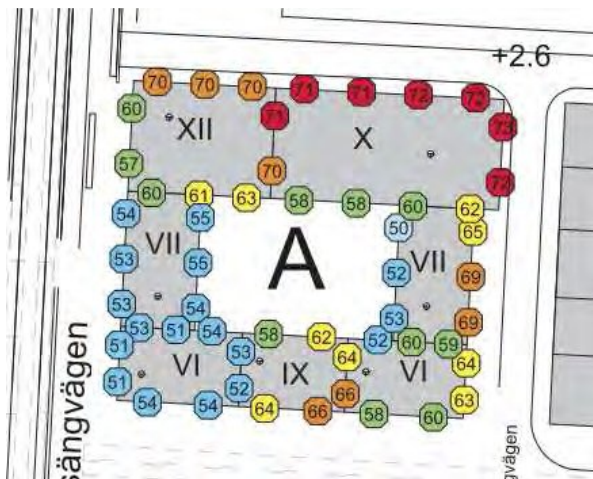 +2.6
70 70 70 71 71 72 72
60 71 73
XII X
57 70 72
60 61 63 58 58 60 62
54 55 50 65
VII VII
53 55 A 52 69
53 54 53 69
53 51 54 58 62 52 60 59
51 53 64 64
VI IX VI
51 52 66 63
54 54 64 66 58 60
sängvägen
gvägen